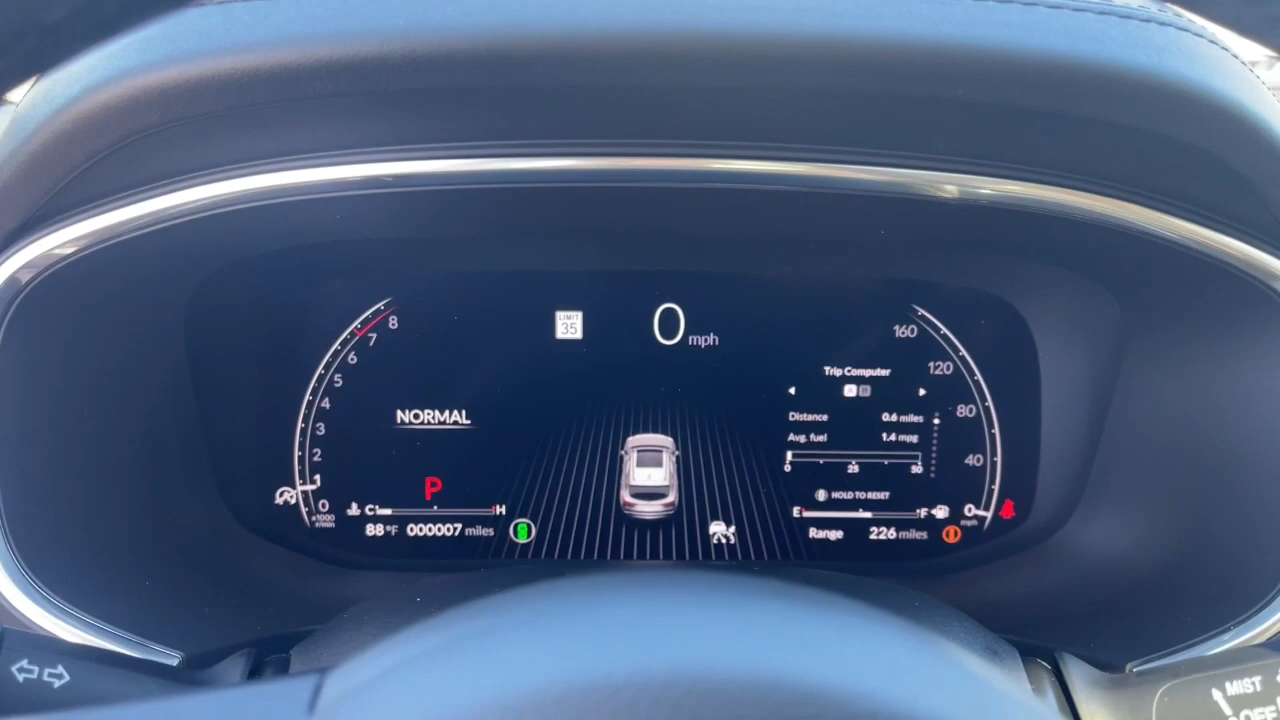 LIMIT
35
0 mph
8
7
6
5
4
3
2
1
0
x1000
r/min
NORMAL
P
C H
88°F 000007 miles
160
120
80
40
0
mph
Trip Computer
A B
Distance 0.6 miles
Avg. fuel 1.4 mpg
0 25 50
HOLD TO RESET
E F
Range 226 miles
MIST
OFF